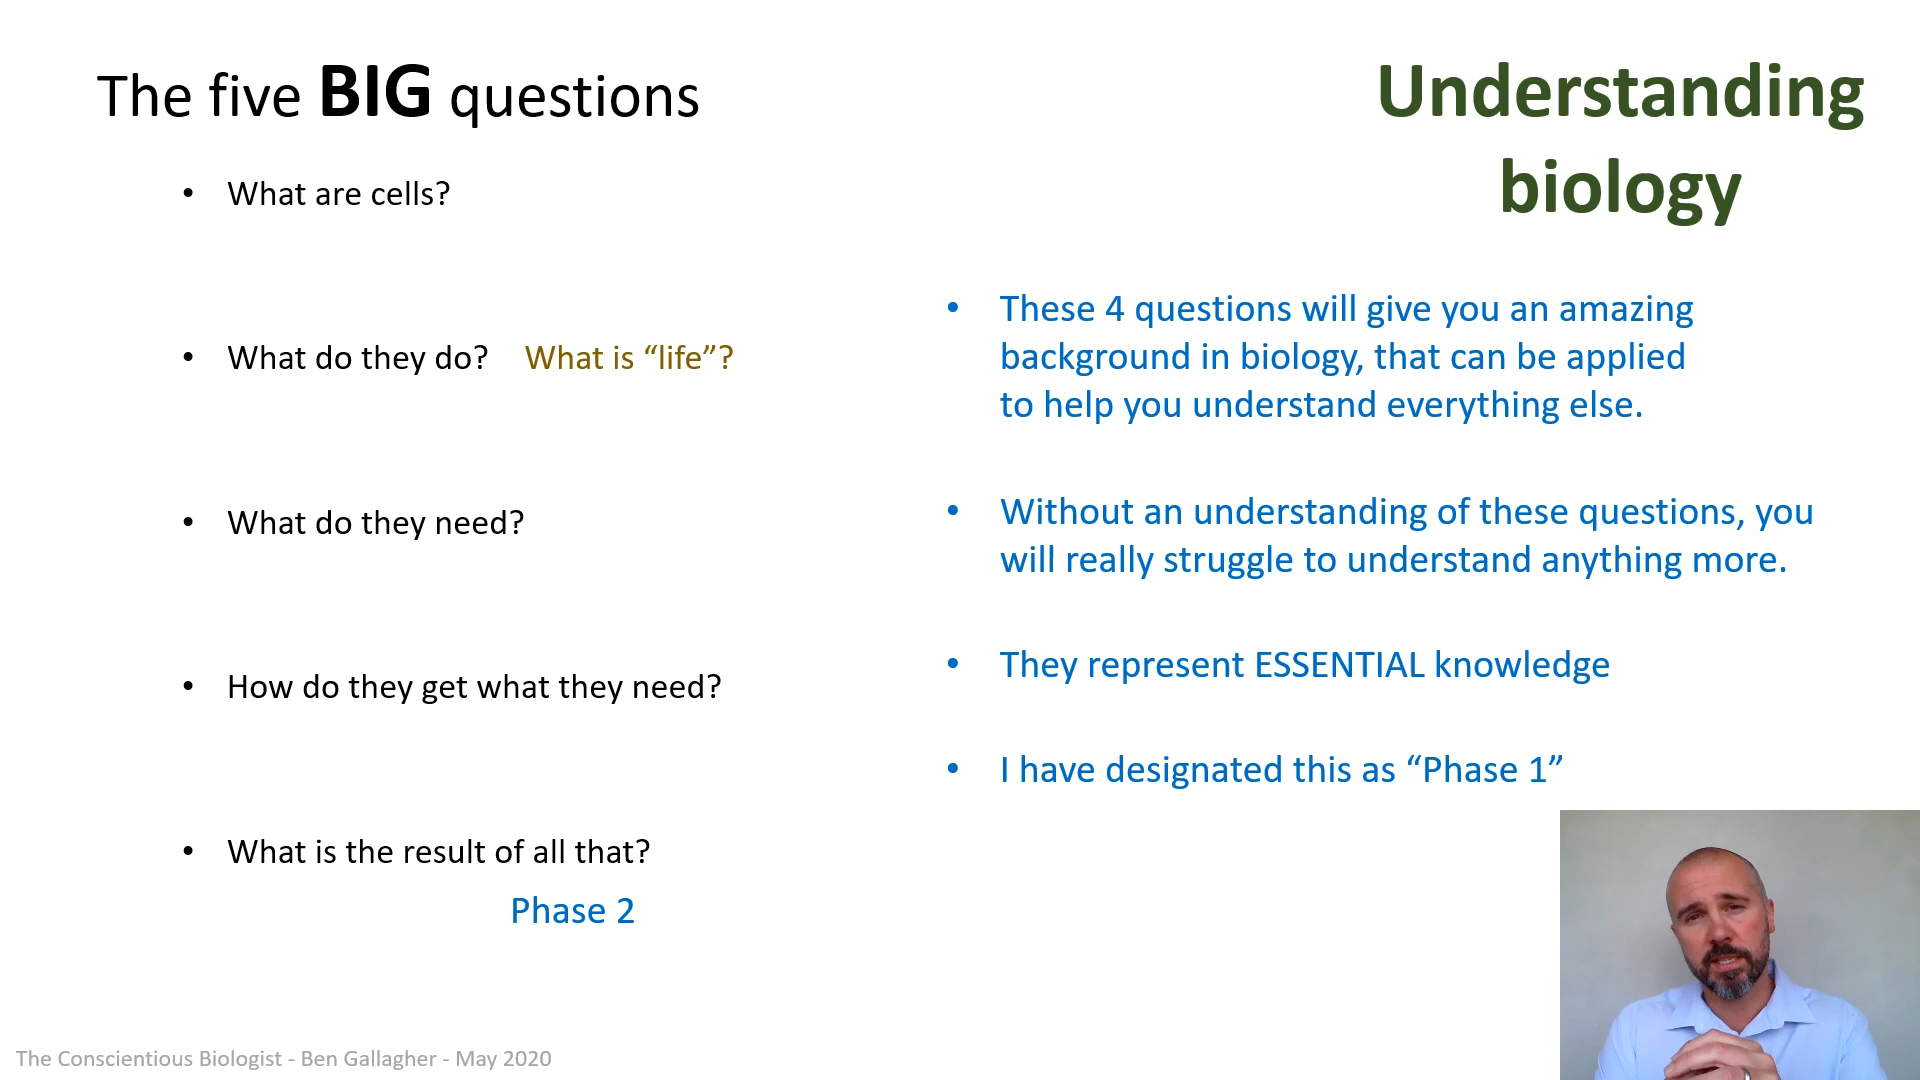 The five BIG questions
Understanding
biology
• What are cells?
• What do they do? What is “life”?
• What do they need?
• How do they get what they need?
• What is the result of all that?
Phase 2
• These 4 questions will give you an amazing
background in biology, that can be applied
to help you understand everything else.
• Without an understanding of these questions, you
will really struggle to understand anything more.
• They represent ESSENTIAL knowledge
• I have designated this as “Phase 1”
The Conscientious Biologist - Ben Gallagher - May 2020